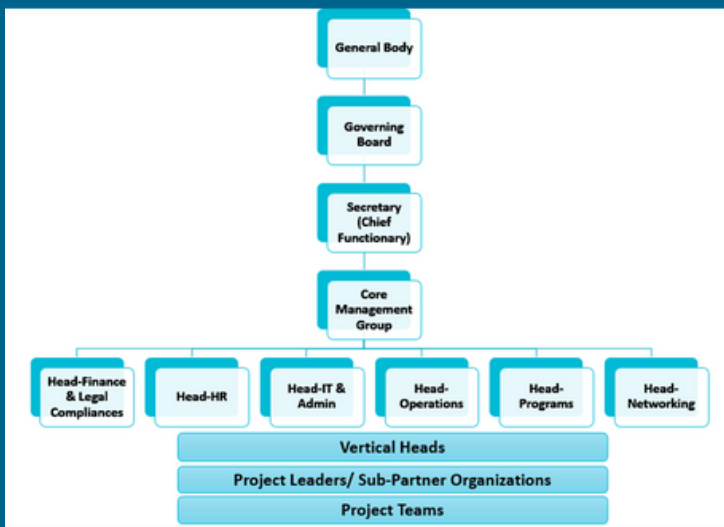 General Body
Governing
Board
Secretary
(Chief
Functionary)
Core
Management
Group
Head-Finance
& Legal
Compliances
Head-HR
Head-IT &
Admin
Head-
Operations
Head-
Programs
Head-
Networking
Vertical Heads
Project Leaders/ Sub-Partner Organizations
Project Teams